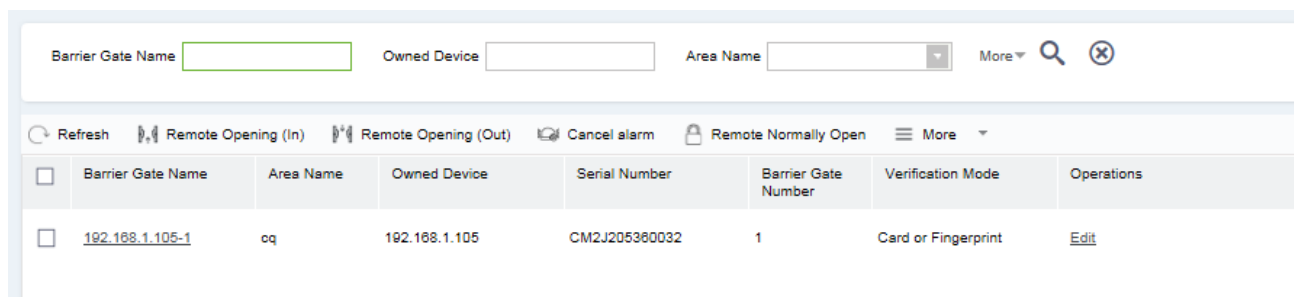 Barrier Gate Name Owned Device Area Name More
Refresh Remote Opening (In) Remote Opening (Out) Cancel alarm Remote Normally Open More
Barrier Gate Name Area Name Owned Device Serial Number Barrier Gate Verification Mode Operations
Number
192.168.1.105-1 cq 192.168.1.105 CM2J205360032 1 Card or Fingerprint Edit